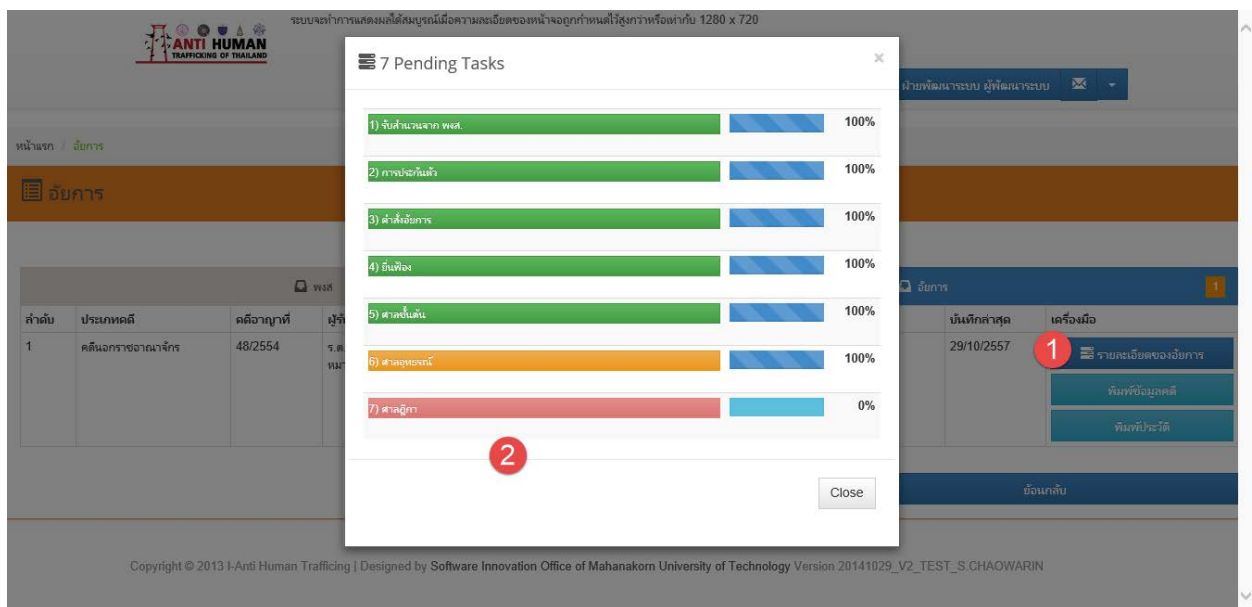 ระบบจะทำการแสดงผลได้สมบูรณ์เมื่อความละเอียดของหน้าจอถูกกำหนดไว้สูงกว่าหรือเท่ากับ 1280 x 720
ANTI HUMAN
TRAFFICKING OF THAILAND
7 Pending Tasks
×
ฝ่ายพัฒนาระบบ ผู้พัฒนาระบบ
หน้าแรก / อัยการ
อัยการ
1) รับสำนวนจาก พงส. 100%
2) การประกันตัว 100%
3) คำสั่งอัยการ 100%
4) ยื่นฟ้อง 100%
5) ศาลชั้นต้น 100%
6) ศาลอุทธรณ์ 100%
7) ศาลฎีกา 0%
พงส
อัยการ 1
ลำดับ ประเภทคดี คดีอาญาที่ บันทึกล่าสุด เครื่องมือ
1 คดีนอกราชอาณาจักร 48/2554 ร.ต. 29/10/2557
1 รายละเอียดของอัยการ
พิมพ์ข้อมูลคดี
พิมพ์ประวัติ
2
Close
ย้อนกลับ
Copyright © 2013 I-Anti Human Trafficing | Designed by Software Innovation Office of Mahanakorn University of Technology Version 20141029_V2_TEST_S.CHAOWARIN